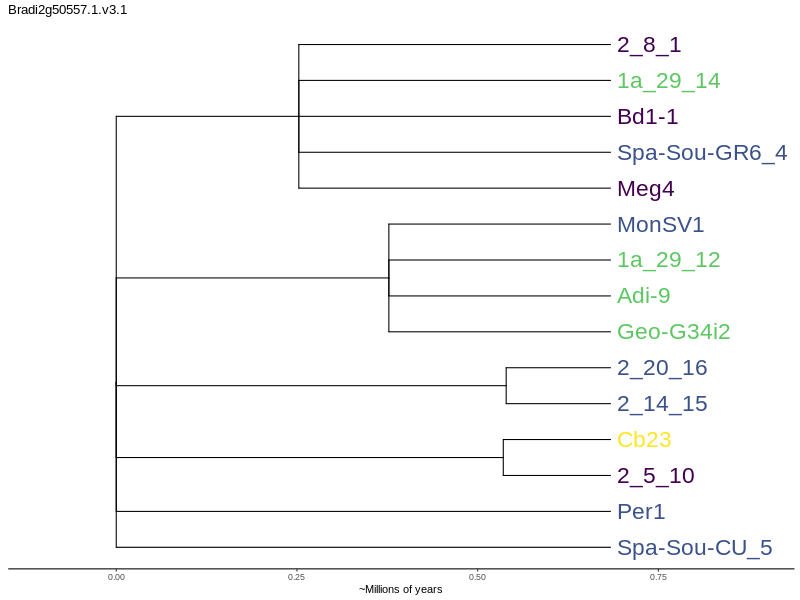 Bradi2g50557.1.v3.1
2_8_1
1a_29_14
Bd1-1
Spa-Sou-GR6_4
Meg4
MonSV1
1a_29_12
Adi-9
Geo-G34i2
2_20_16
2_14_15
Cb23
2_5_10
Per1
Spa-Sou-CU_5
0.00 0.25 0.50 0.75
~Millions of years